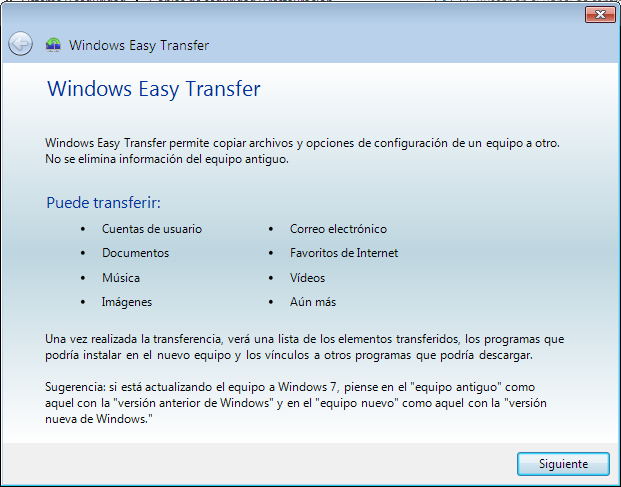 Windows Easy Transfer
Windows Easy Transfer
Windows Easy Transfer permite copiar archivos y opciones de configuración de un equipo a otro.
No se elimina información del equipo antiguo.
Puede transferir:
• Cuentas de usuario
• Documentos
• Música
• Imágenes
• Correo electrónico
• Favoritos de Internet
• Vídeos
• Aún más
Una vez realizada la transferencia, verá una lista de los elementos transferidos, los programas que
podría instalar en el nuevo equipo y los vínculos a otros programas que podría descargar.
Sugerencia: si está actualizando el equipo a Windows 7, piense en el "equipo antiguo" como
aquel con la "versión anterior de Windows" y en el "equipo nuevo" como aquel con la "versión
nueva de Windows."
Siguiente